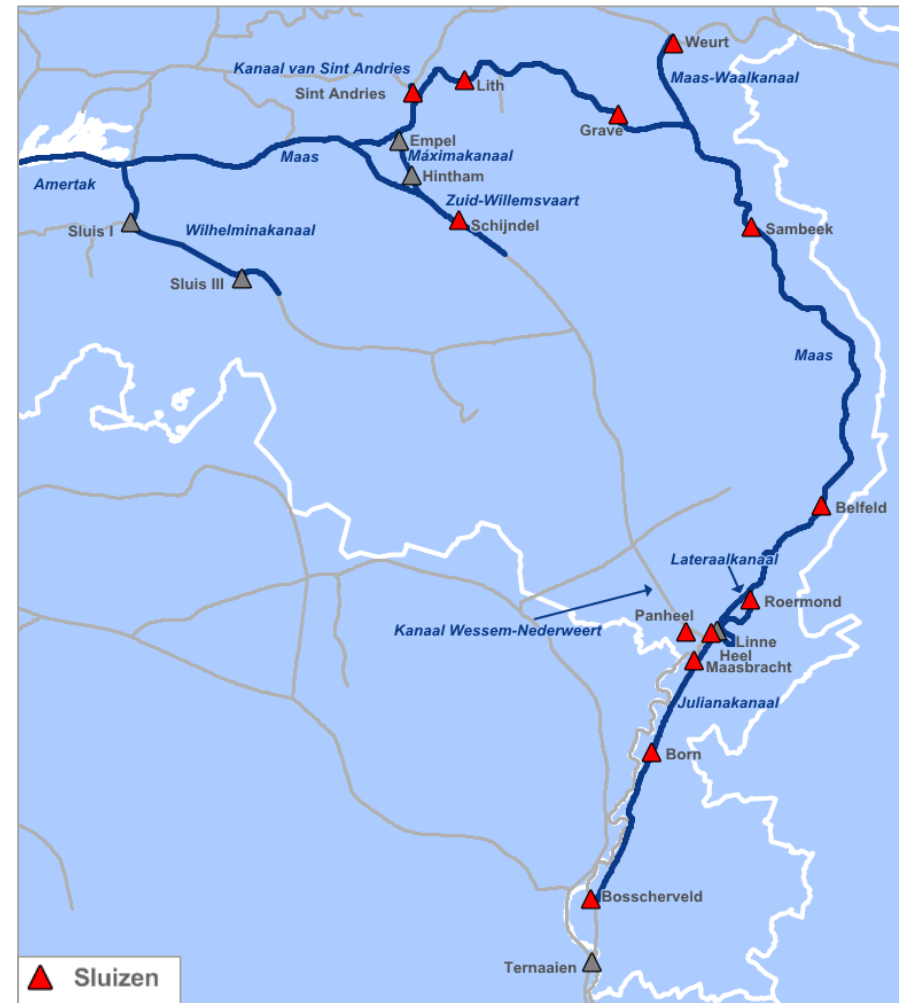 Weurt
Kanaal van Sint Andries
Maas-Waalkanaal
Lith
Sint Andries
Grave
Empel
Maas
Máximakanaal
Hintham
Amertak
Zuid-Willemsvaart
Schijndel
Sluis I
Wilhelminakanaal
Sambeek
Sluis III
Maas
Belfeld
Lateraalkanaal
Roermond
Panheel
Kanaal Wessem-Nederweert
Linne
Heel
Maasbracht
Julianakanaal
Born
Bosscherveld
Ternaaien
Sluizen